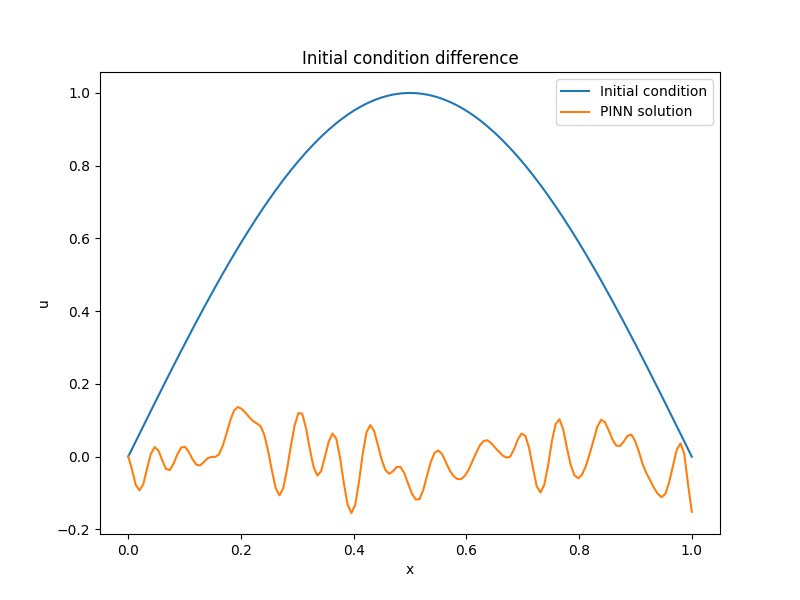 Initial condition difference
Initial condition
PINN solution
1.0
0.8
0.6
0.4
0.2
0.0
−0.2
u
0.0 0.2 0.4 0.6 0.8 1.0
x